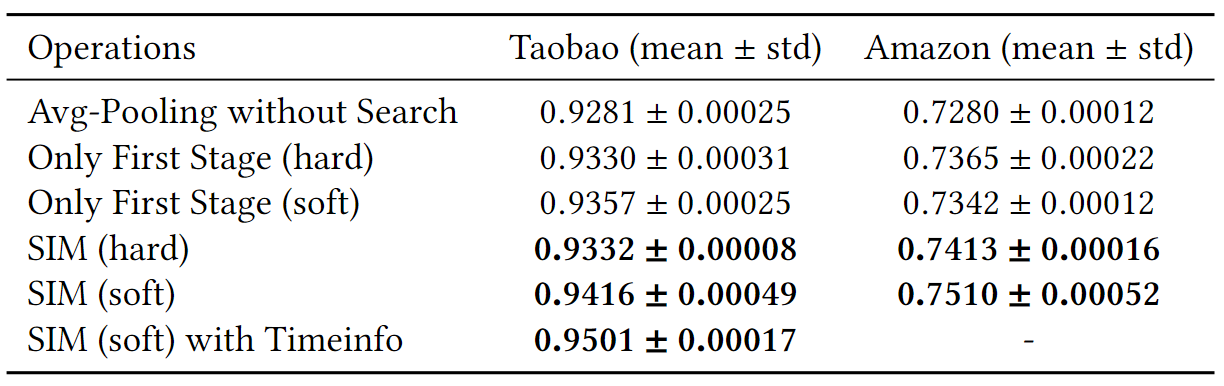 Operations Taobao (mean ± std) Amazon (mean ± std)
Avg-Pooling without Search 0.9281 ± 0.00025 0.7280 ± 0.00012
Only First Stage (hard) 0.9330 ± 0.00031 0.7365 ± 0.00022
Only First Stage (soft) 0.9357 ± 0.00025 0.7342 ± 0.00012
SIM (hard) 0.9332 ± 0.00008 0.7413 ± 0.00016
SIM (soft) 0.9416 ± 0.00049 0.7510 ± 0.00052
SIM (soft) with Timeinfo 0.9501 ± 0.00017 -